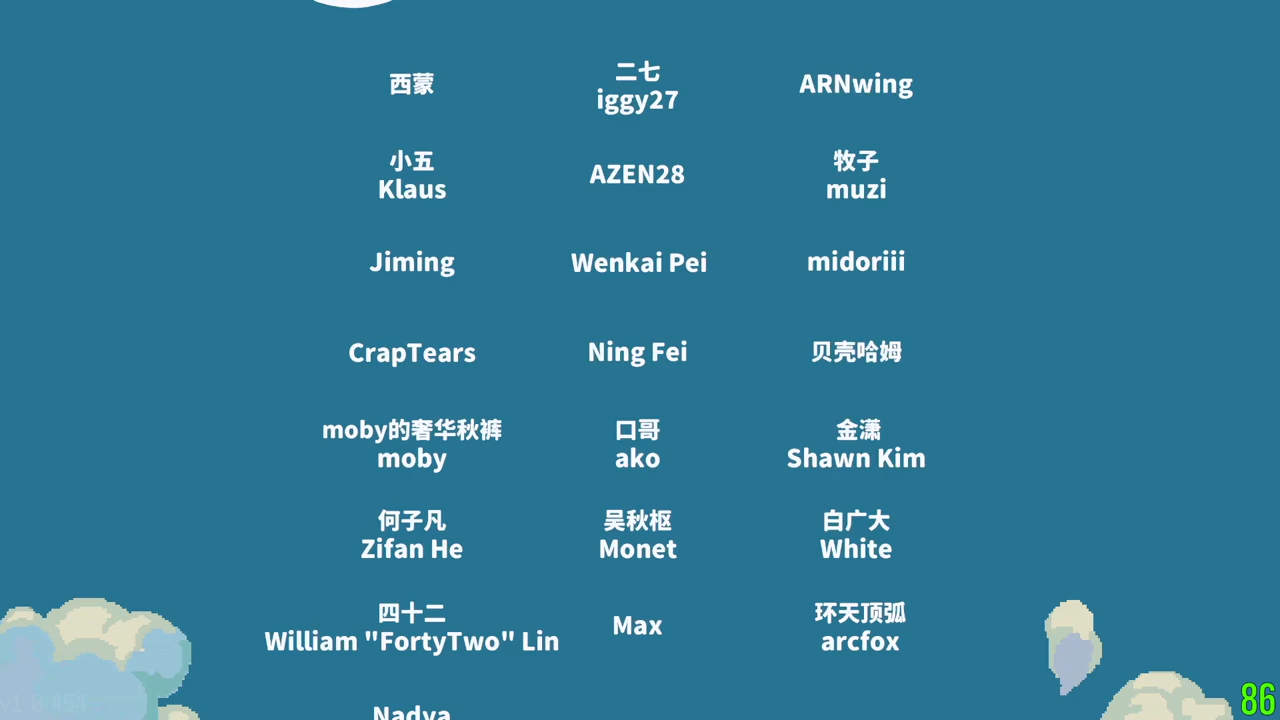 西蒙
二七
iggy27
ARNwing
小五
Klaus
AZEN28
牧子
muzi
Jiming
Wenkai Pei
midoriii
CrapTears
Ning Fei
贝壳哈姆
moby的奢华秋裤
moby
口哥
ako
金潇
Shawn Kim
何子凡
Zifan He
吴秋枢
Monet
白广大
White
四十二
William "FortyTwo" Lin
Max
环天顶弧
arcfox
Nadya
86